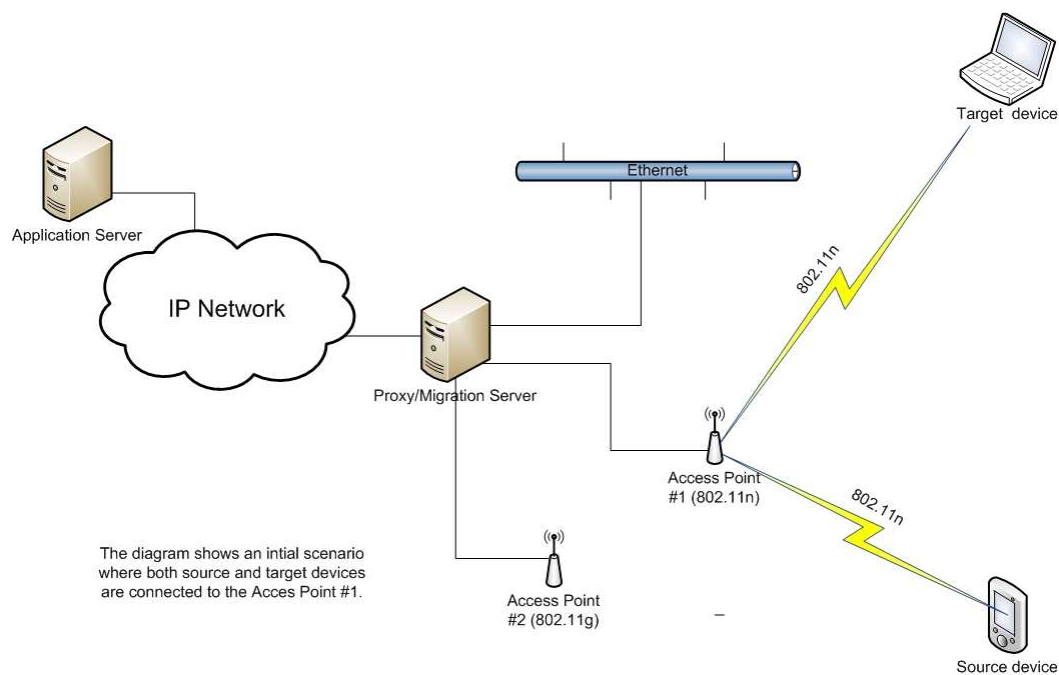 Target device
Ethernet
Application Server
802.11n
IP Network
Proxy/Migration Server
Access Point
#1 (802.11n)
802.11n
The diagram shows an intial scenario
where both source and target devices
are connected to the Acces Point #1.
Access Point
#2 (802.11g)
Source device